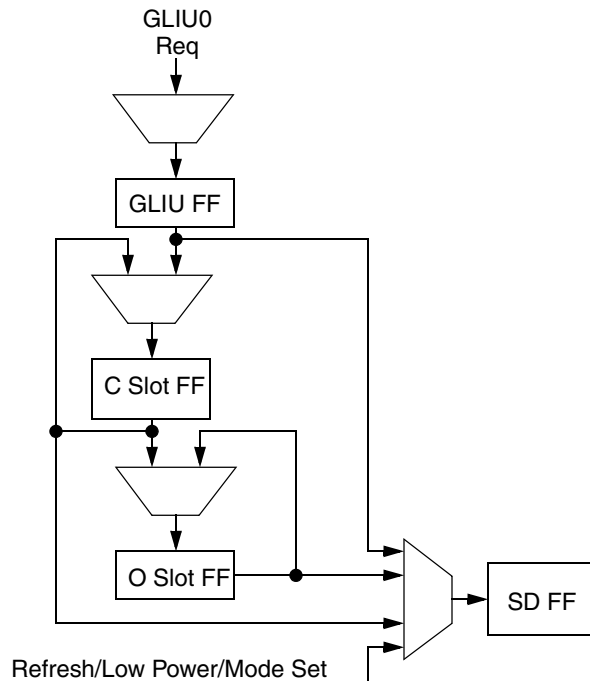 GLIU0
Req
GLIU FF
C Slot FF
O Slot FF
SD FF
Refresh/Low Power/Mode Set